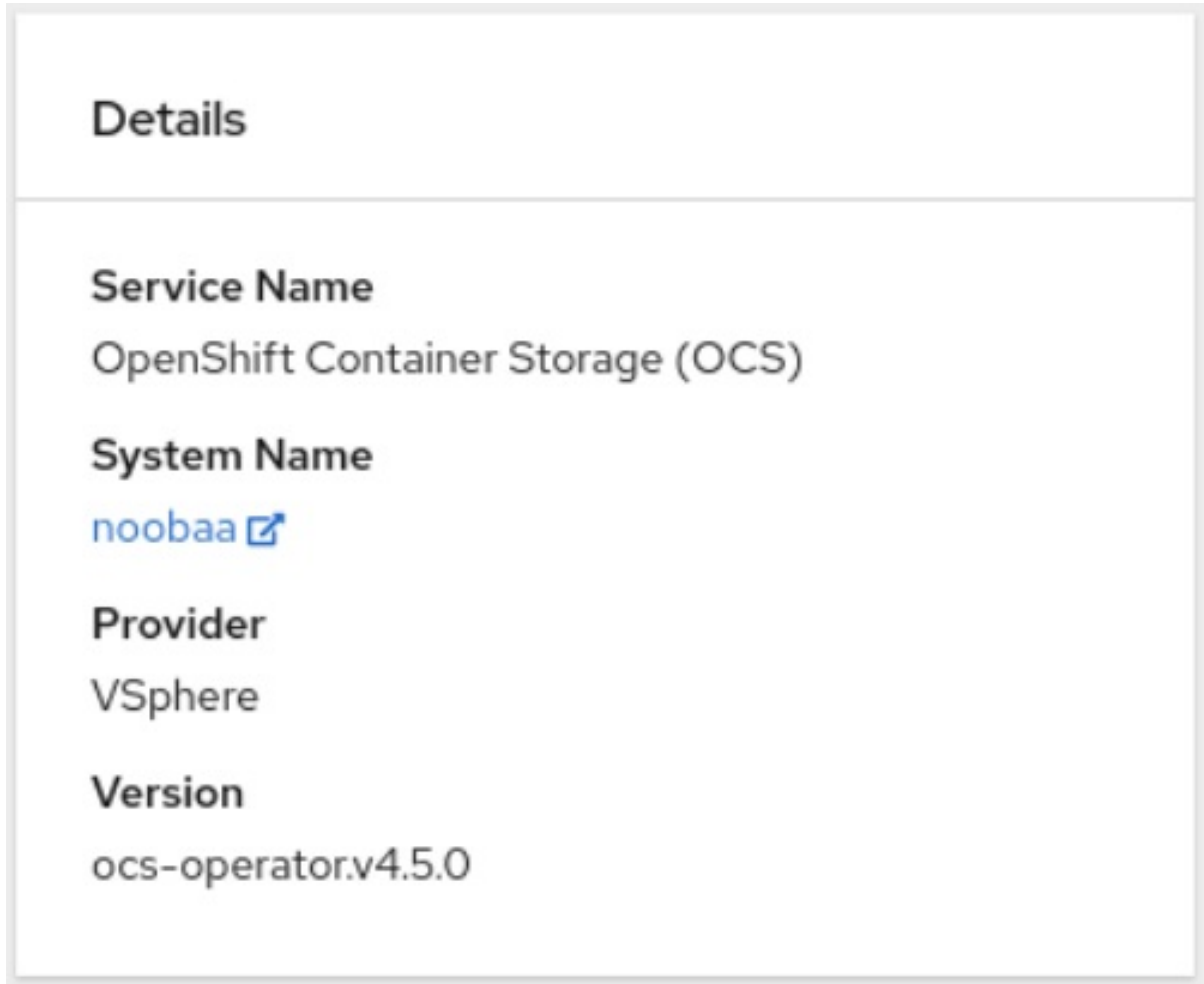 Details
Service Name
OpenShift Container Storage (OCS)
System Name
noobaa
Provider
VSphere
Version
ocs-operator.v4.5.0